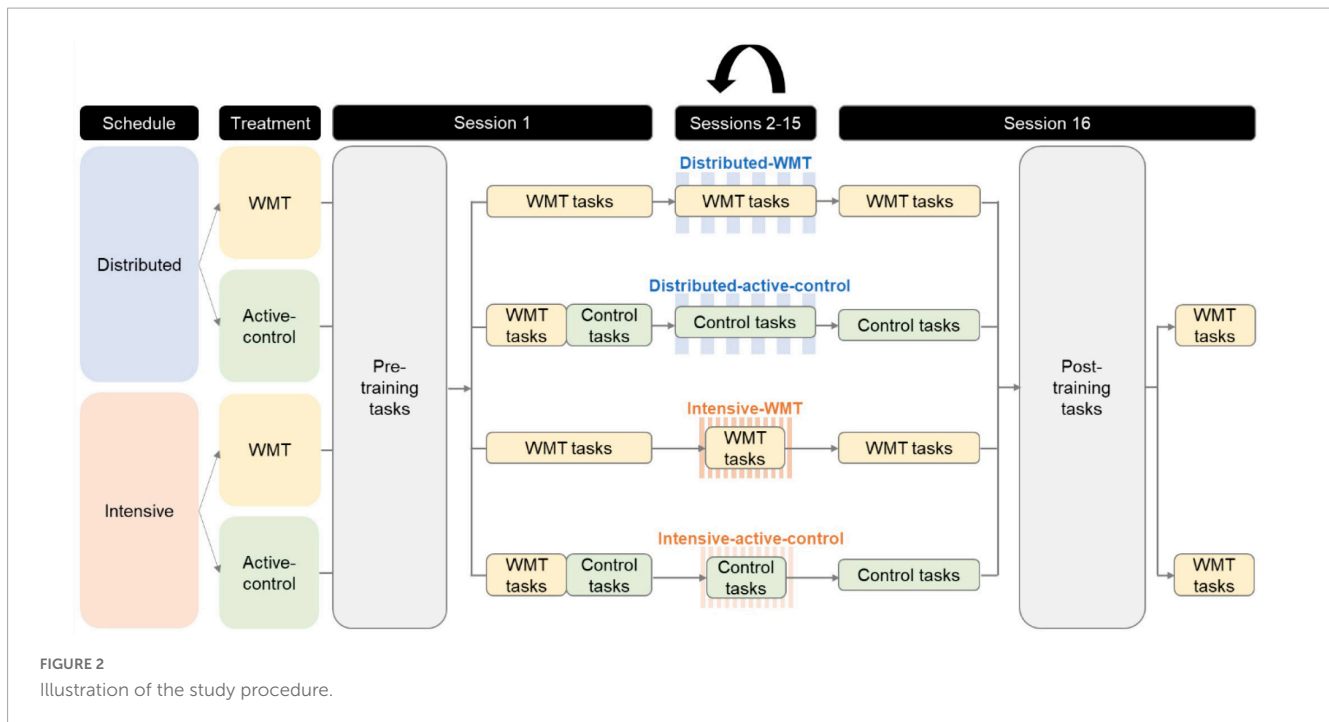 Schedule
Treatment
Session 1
Sessions 2-15
Session 16
Distributed
WMT
Active-
control
Intensive
WMT
Active-
control
Pre-
training
tasks
WMT tasks
Distributed-WMT
WMT tasks
WMT tasks
WMT
tasks
Control
tasks
Distributed-active-control
Control tasks
Control tasks
WMT tasks
Intensive-WMT
WMT
tasks
WMT tasks
WMT
tasks
Control
tasks
Intensive-active-control
Control
tasks
Control tasks
Post-
training
tasks
WMT
tasks
WMT
tasks
FIGURE 2
Illustration of the study procedure.